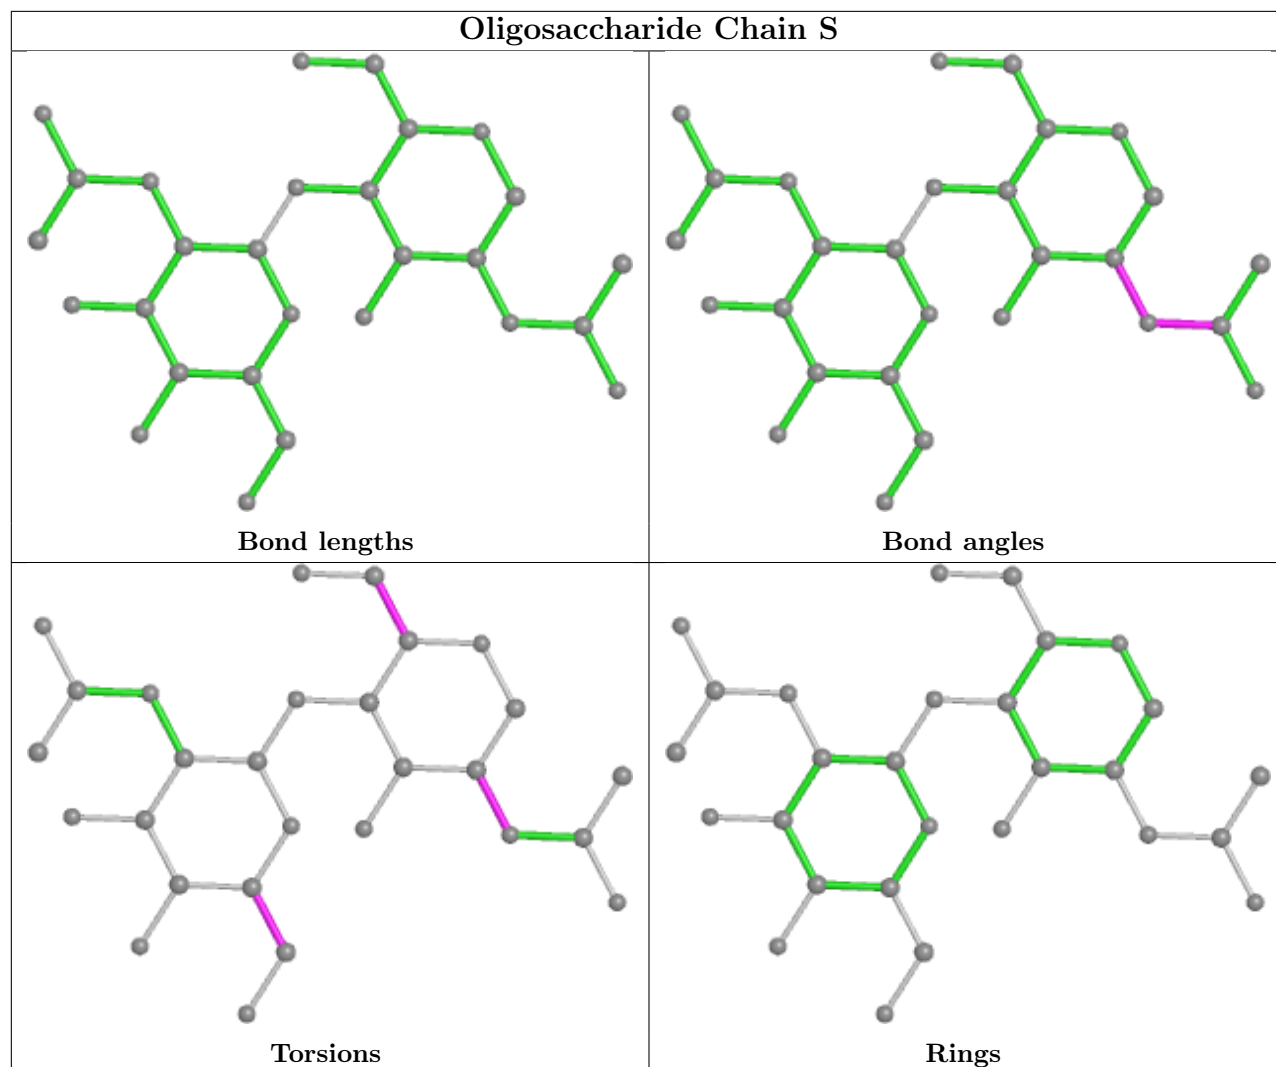 Oligosaccharide Chain S
Bond lengths
Bond angles
Torsions
Rings